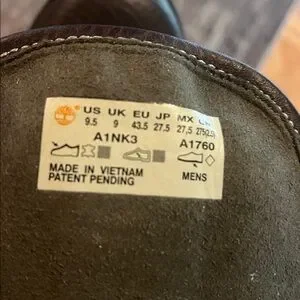 US UK EU JP MX
9.5 9 43.5 27.5 27,5
A1NK3 A1760
MADE IN VIETNAM
PATENT PENDING MENS